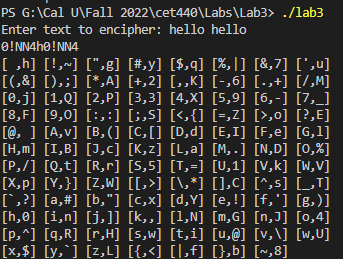 PS G:\Cal U\Fall 2022\cet440\Labs\Lab3> ./lab3
Enter text to encipher: hello hello
0!NN4h0!NN4
[ ,h] [!,~] [",g] [#,y] [$,q] [%,|] [&,7] [',u]
[(,&] [),;] [*,A] [+,2] [,,K] [-,6] [.,+] [/,M]
[0,j] [1,Q] [2,P] [3,3] [4,X] [5,9] [6,-] [7,_]
[8,F] [9,O] [:,:] [;,S] [<,{] [=,Z] [>,o] [?,E]
[@, ] [A,v] [B,(] [C,[] [D,d] [E,I] [F,e] [G,l]
[H,m] [I,B] [J,c] [K,z] [L,a] [M,.] [N,D] [O,%]
[P,/] [Q,t] [R,r] [S,5] [T,=] [U,1] [V,k] [W,V]
[X,p] [Y,}] [Z,W] [[,>] [\,*] [],C] [^,s] [_,T]
[`,?] [a,#] [b,"] [c,x] [d,Y] [e,!] [f,'] [g,)]
[h,0] [i,n] [j,]] [k,,] [l,N] [m,G] [n,J] [o,4]
[p,^] [q,R] [r,H] [s,w] [t,i] [u,@] [v,\] [w,U]
[x,$] [y,`] [z,L] [{,<] [|,f] [},b] [~,8]